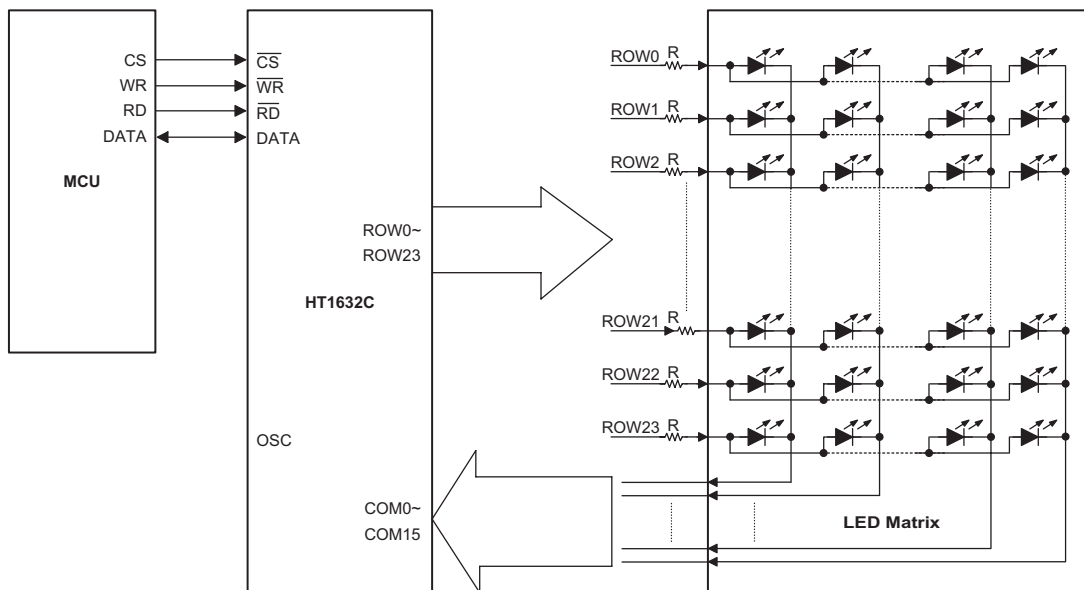 MCU
CS
WR
RD
DATA
CS
WR
RD
DATA
ROW0~
ROW23
HT1632C
OSC
COM0~
COM15
ROW0 R
ROW1 R
ROW2 R
ROW21 R
ROW22 R
ROW23 R
LED Matrix